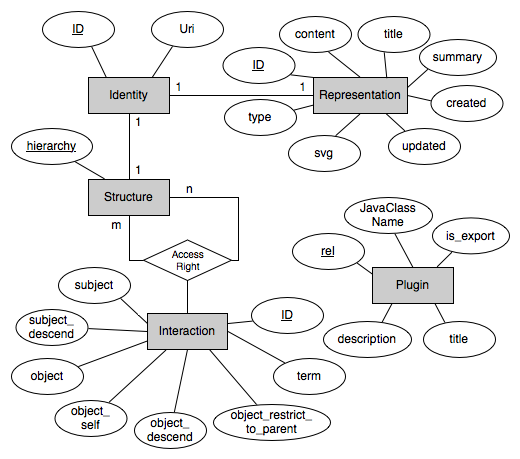 content
title
ID
Uri
summary
ID
Identity
1
1
Representation
created
type
1
svg
updated
hierarchy
1
Structure
n
m
JavaClass
Name
is_export
Access
Right
rel
subject
Plugin
subject_
descend
Interaction
ID
description
title
object
term
object_
self
object_
descend
object_restrict_
to_parent